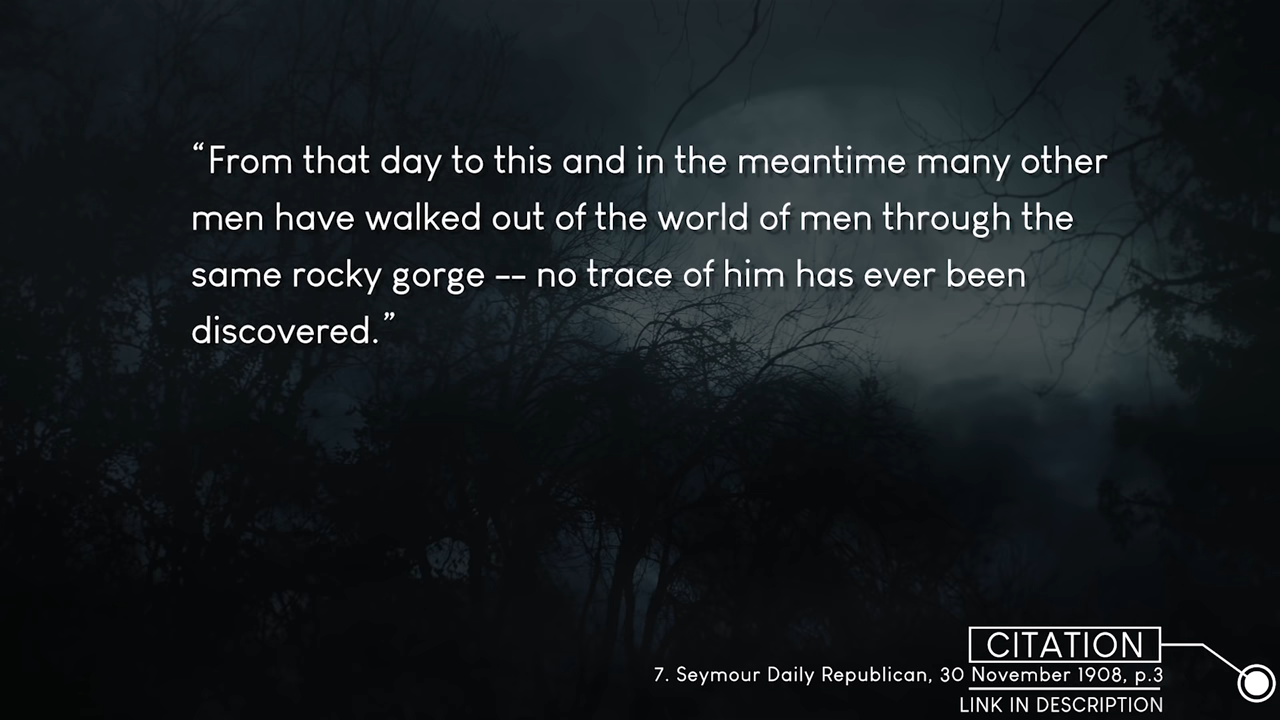 “From that day to this and in the meantime many other
men have walked out of the world of men through the
same rocky gorge -- no trace of him has ever been
discovered.”
CITATION
7. Seymour Daily Republican, 30 November 1908, p.3
LINK IN DESCRIPTION